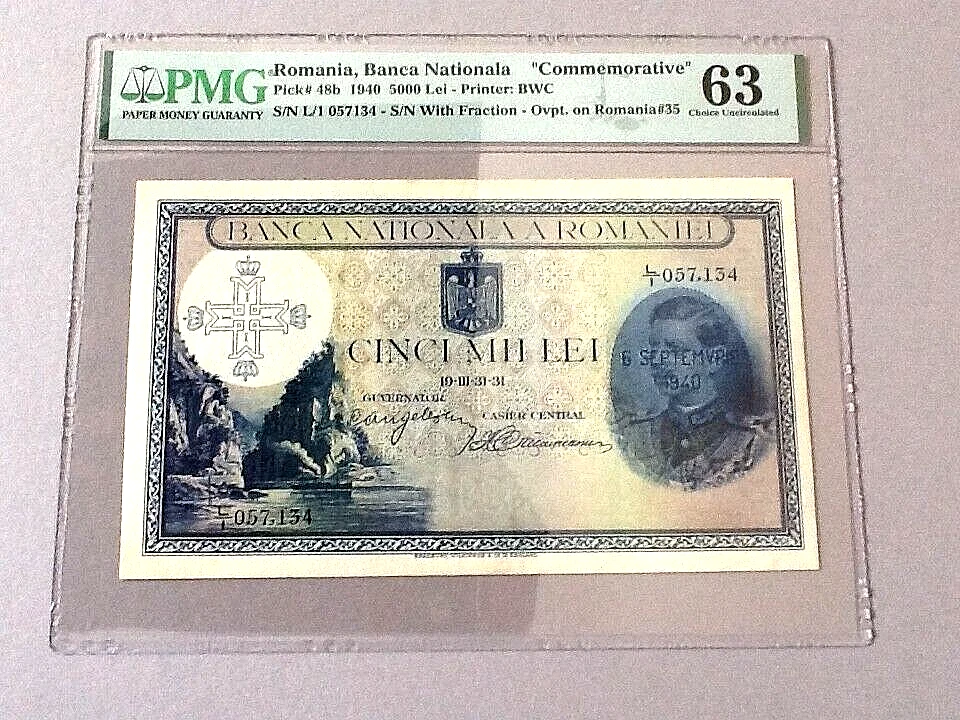 PMG
PAPER MONEY GUARANTY
Romania, Banca Nationala "Commemorative"
Pick# 48b 1940 5000 Lei - Printer: BWC
S/N L/1 057134 - S/N With Fraction - Ovpt. on Romania#35
63
Choice Uncirculated
BANCA NATIONALA A ROMANIEI
L/1 057,134
CINCI MII LEI
6 SEPTEMVRIE
1940
19-III-31-31
GUVERNATOR
CASIER CENTRAL
L/1 057,134